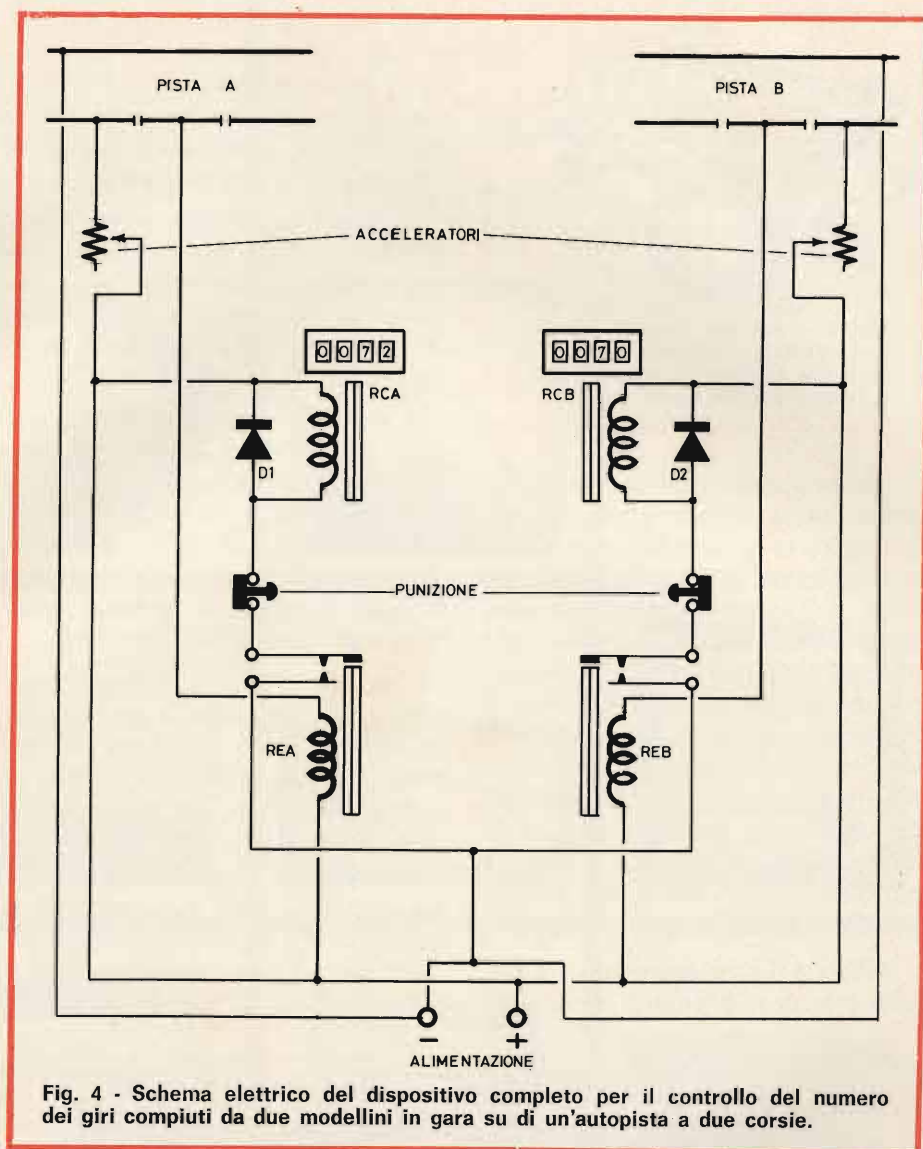 PISTA A
PISTA B
ACCELERATORI
0072
0070
RCA
RCB
D1
D2
PUNIZIONE
REA
REB
- +
ALIMENTAZIONE
Fig. 4 - Schema elettrico del dispositivo completo per il controllo del numero
dei giri compiuti da due modellini in gara su di un'autopista a due corsie.